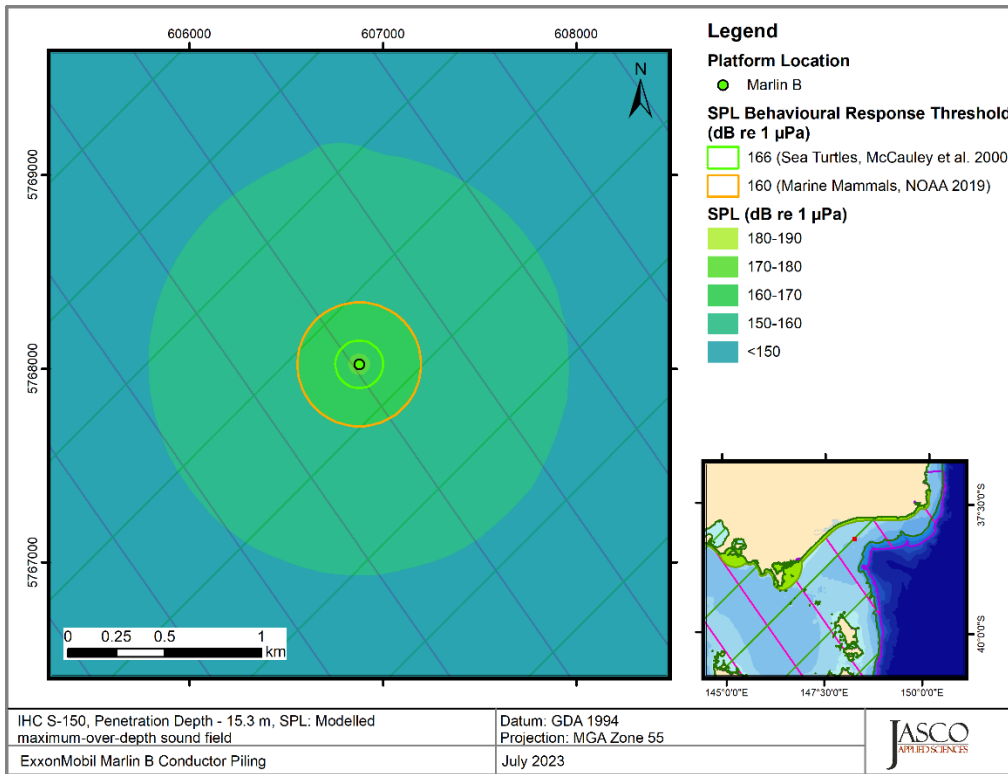 606000 607000 608000
5769000
5768000
5767000
N
0 0.25 0.5 1
km
Legend
Platform Location
Marlin B
SPL Behavioural Response Threshold
(dB re 1 µPa)
166 (Sea Turtles, McCauley et al. 2000
160 (Marine Mammals, NOAA 2019)
SPL (dB re 1 µPa)
180-190
170-180
160-170
150-160
<150
37°30'0"S
40°0'0"S
145°0'0"E 147°30'0"E 150°0'0"E
IHC S-150, Penetration Depth - 15.3 m, SPL: Modelled
maximum-over-depth sound field
ExxonMobil Marlin B Conductor Piling
Datum: GDA 1994
Projection: MGA Zone 55
July 2023
JASCO
APPLIED SCIENCES